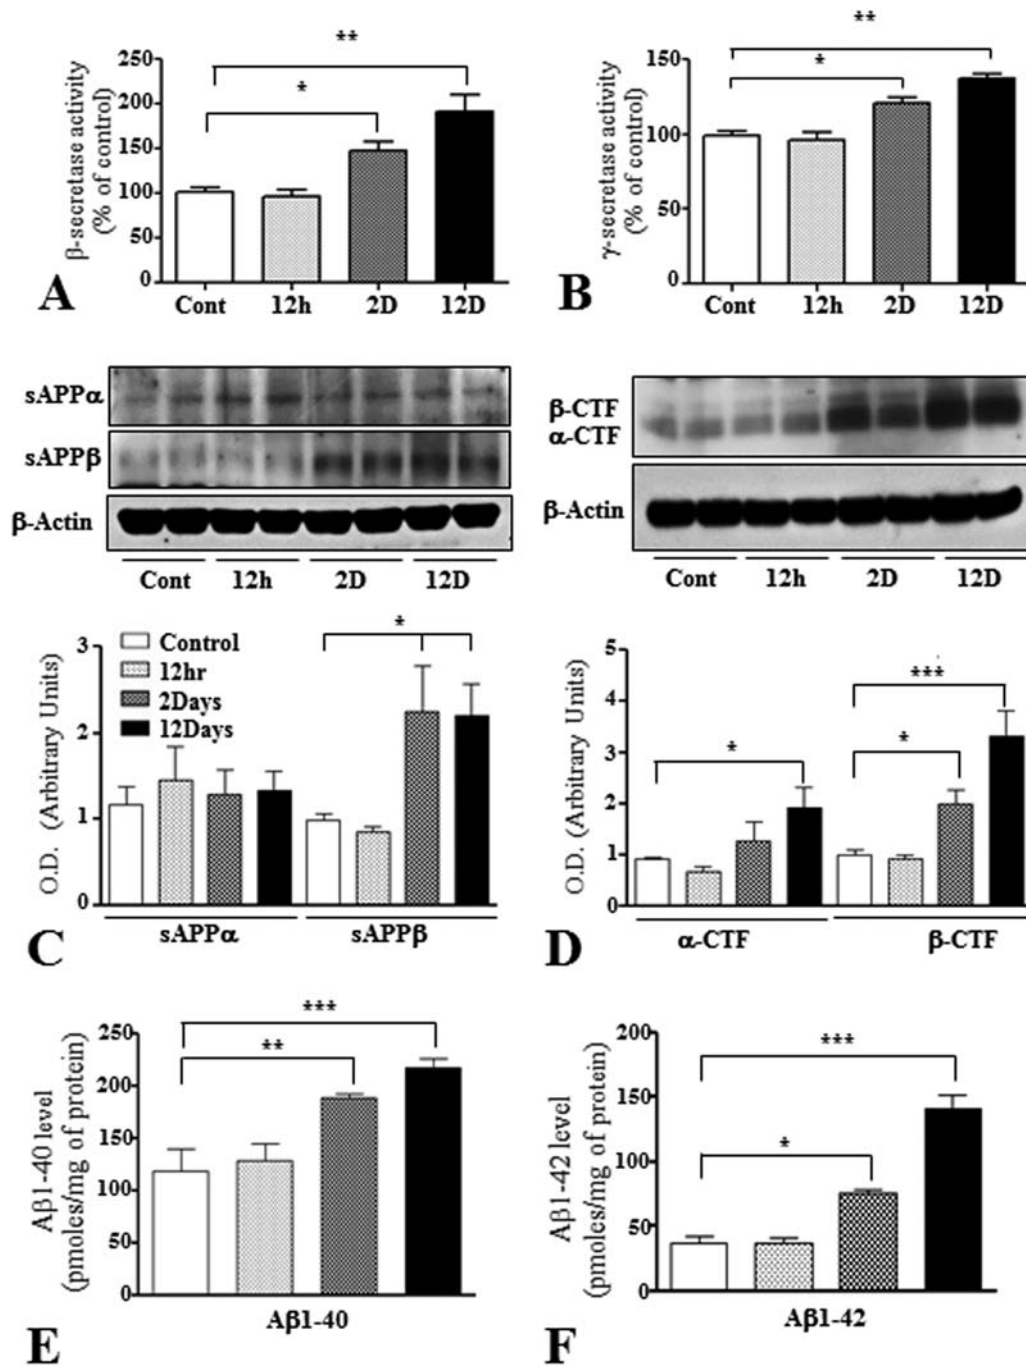 **
*
β-secretase activity
(% of control)
250
200
150
100
50
0
Cont 12h 2D 12D
A
**
*
γ-secretase activity
(% of control)
150
100
50
0
Cont 12h 2D 12D
B
sAPPα
sAPPβ
β-Actin
Cont 12h 2D 12D
β-CTF
α-CTF
β-Actin
Cont 12h 2D 12D
O.D. (Arbitrary Units)
3
2
1
0
Control
12hr
2Days
12Days
*
sAPPα sAPPβ
C
O.D. (Arbitrary Units)
5
4
3
2
1
0
*
***
*
α-CTF β-CTF
D
***
**
Aβ1-40 level
(pmoles/mg of protein)
250
200
150
100
50
0
Aβ1-40
E
***
*
Aβ1-42 level
(pmoles/mg of protein)
200
150
100
50
0
Aβ1-42
F